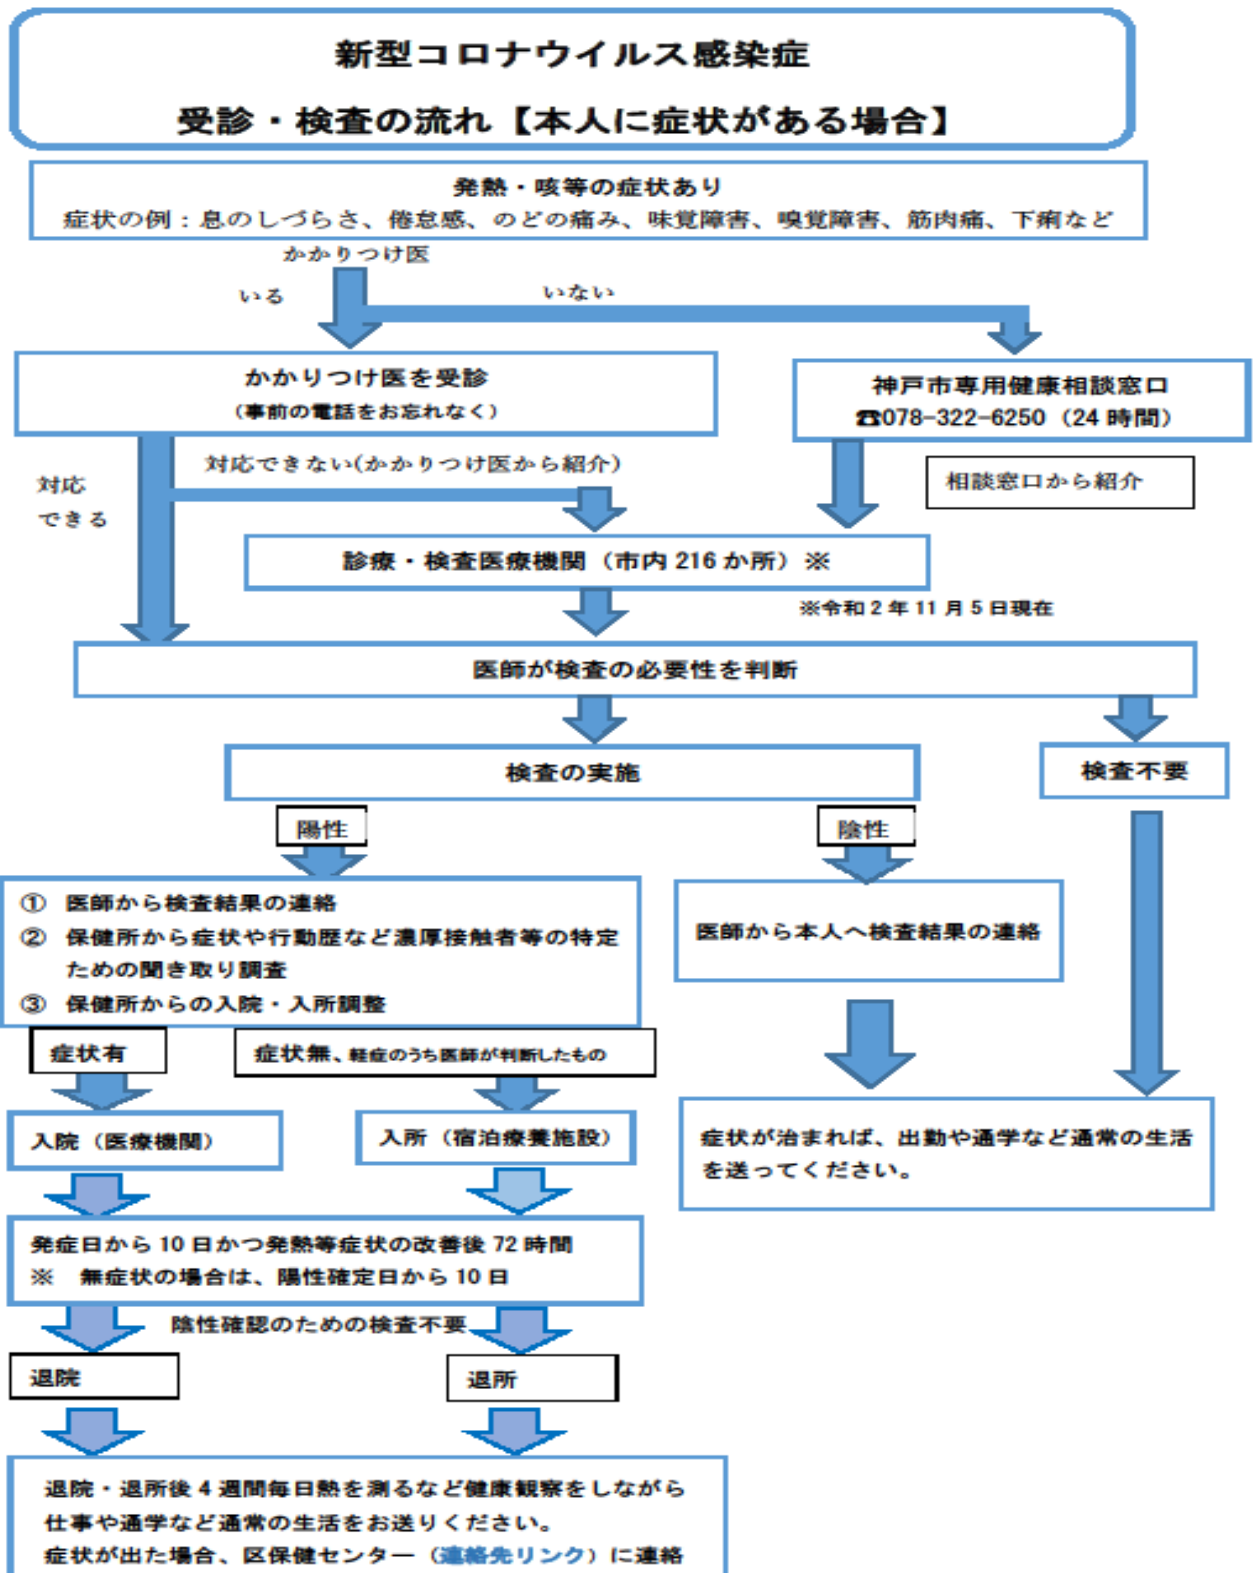 新型コロナウイルス感染症
受診・検査の流れ【本人に症状がある場合】
発熱・咳等の症状あり
症状の例：息のしづらさ、倦怠感、のどの痛み、味覚障害、嗅覚障害、筋肉痛、下痢など
かかりつけ医
いる
いない
かかりつけ医を受診
（事前の電話をお忘れなく）
神戸市専用健康相談窓口
☎078-322-6250（24時間）
対応できない(かかりつけ医から紹介)
対応
できる
相談窓口から紹介
診療・検査医療機関（市内216か所）※
※令和2年11月5日現在
医師が検査の必要性を判断
検査の実施
検査不要
陽性
陰性
① 医師から検査結果の連絡
② 保健所から症状や行動歴など濃厚接触者等の特定
ための聞き取り調査
③ 保健所からの入院・入所調整
医師から本人へ検査結果の連絡
症状有
症状無、軽症のうち医師が判断したもの
入院（医療機関）
入所（宿泊療養施設）
症状が治まれば、出勤や通学など通常の生活
を送ってください。
発症日から10日かつ発熱等症状の改善後72時間
※ 無症状の場合は、陽性確定日から10日
陰性確認のための検査不要
退院
退所
退院・退所後4週間毎日熱を測るなど健康観察をしながら
仕事や通学など通常の生活をお送りください。
症状が出た場合、区保健センター（連絡先リンク）に連絡